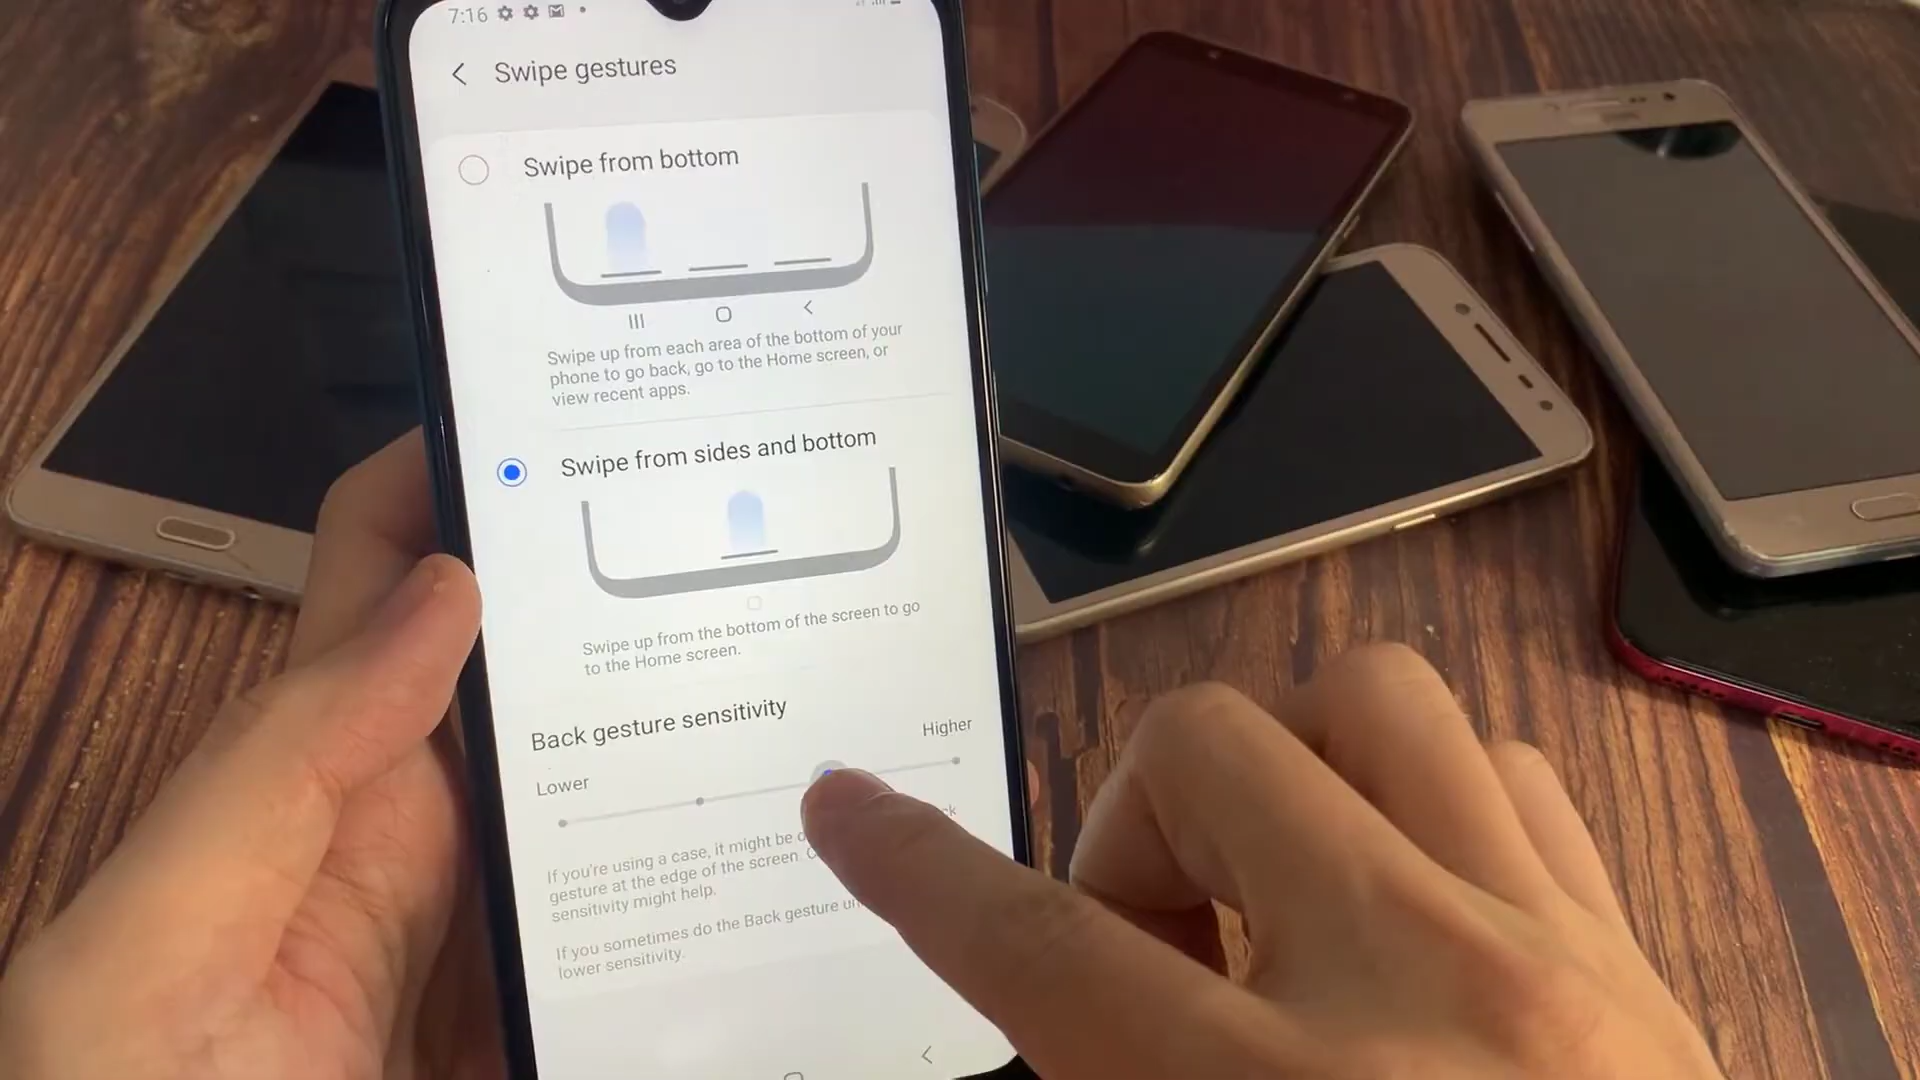 7:16
Swipe gestures
Swipe from bottom
Swipe up from each area of the bottom of your
phone to go back, go to the Home screen, or
view recent apps.
Swipe from sides and bottom
Swipe up from the bottom of the screen to go
to the Home screen.
Back gesture sensitivity
Higher
Lower
If you're using a case, it might be
gesture at the edge of the screen.
sensitivity might help.
If you sometimes do the Back gesture
lower sensitivity.